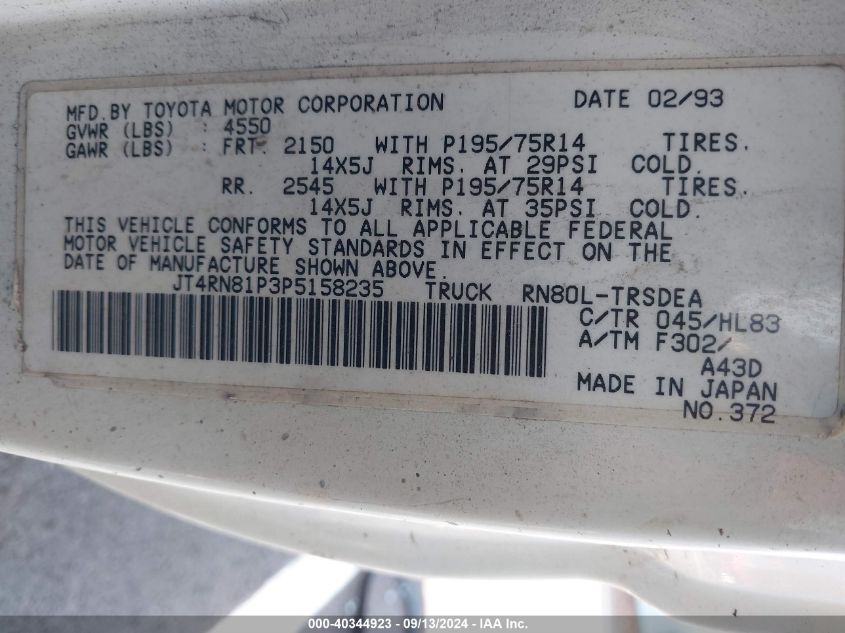 MFD. BY TOYOTA MOTOR CORPORATION DATE 02/93
GVWR (LBS) : 4550
GAWR (LBS) : FRT. 2150 WITH P195/75R14 TIRES.
14X5J RIMS. AT 29PSI COLD.
RR. 2545 WITH P195/75R14 TIRES.
14X5J RIMS. AT 35PSI COLD.
THIS VEHICLE CONFORMS TO ALL APPLICABLE FEDERAL
MOTOR VEHICLE SAFETY STANDARDS IN EFFECT ON THE
DATE OF MANUFACTURE SHOWN ABOVE.
JT4RN81P3P5158235 TRUCK RN80L-TRSDEA
C/TR 045/HL83
A/TM F302/
A43D
MADE IN JAPAN
NO.372
000-40344923 - 09/13/2024 - IAA Inc.